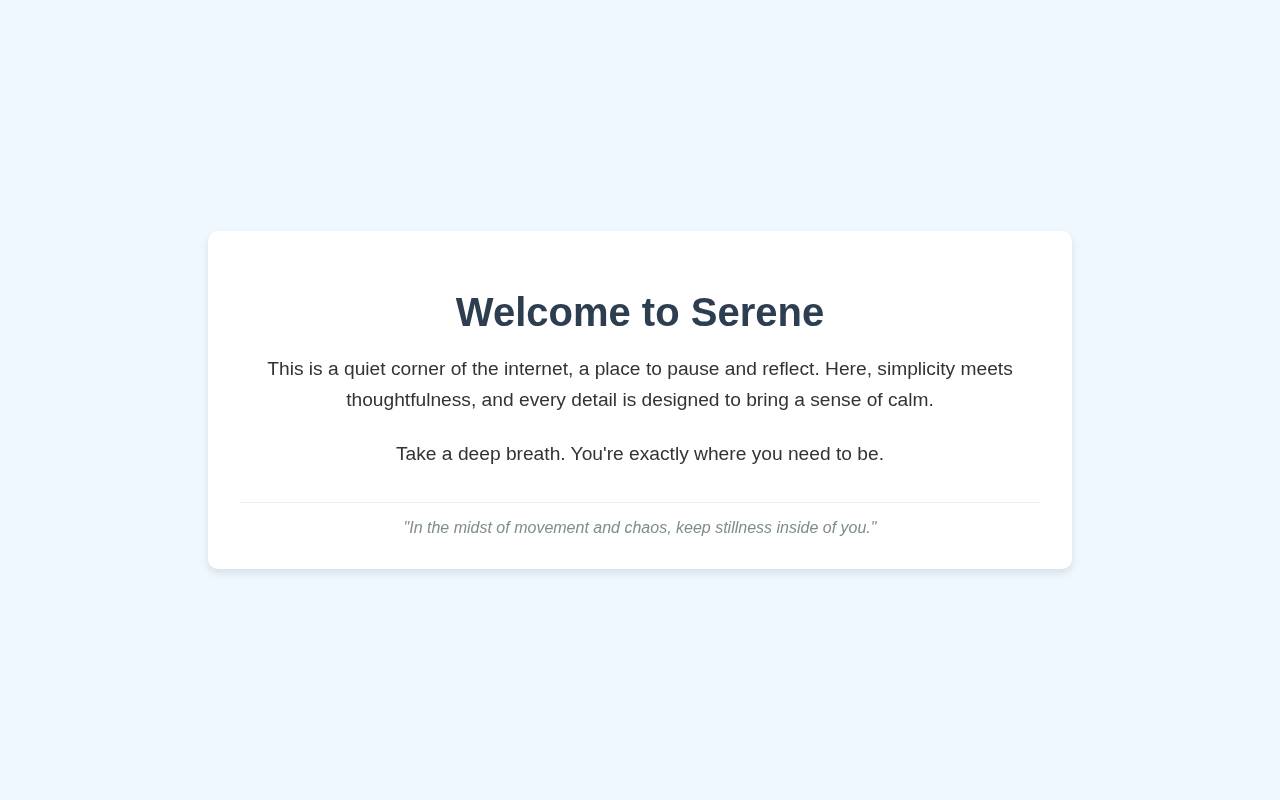 Welcome to Serene
This is a quiet corner of the internet, a place to pause and reflect. Here, simplicity meets
thoughtfulness, and every detail is designed to bring a sense of calm.
Take a deep breath. You're exactly where you need to be.
"In the midst of movement and chaos, keep stillness inside of you."